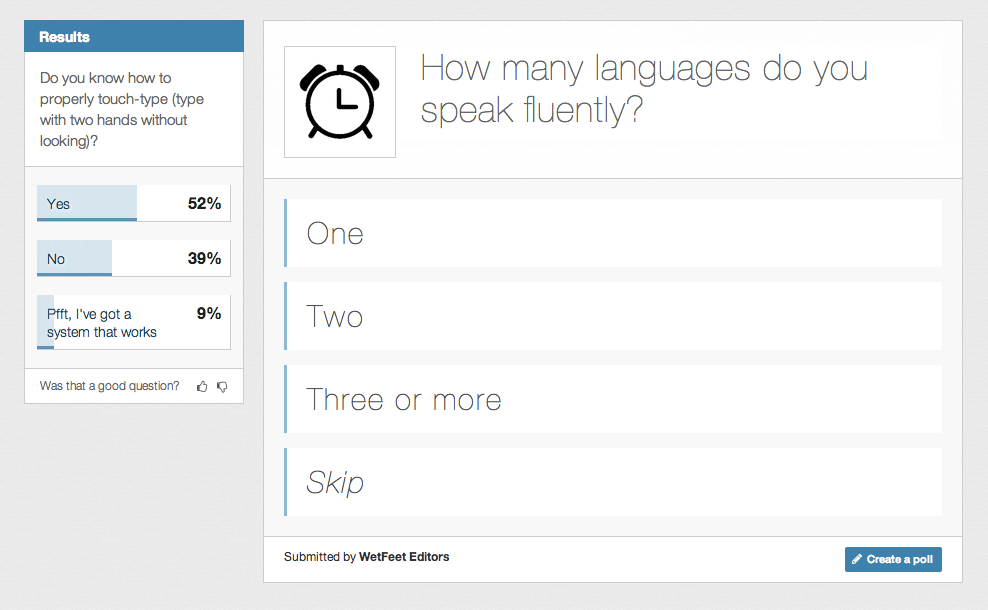 Results
Do you know how to
properly touch-type (type
with two hands without
looking)?
Yes 52%
No 39%
Pfft, I've got a 9%
system that works
Was that a good question?
How many languages do you
speak fluently?
One
Two
Three or more
Skip
Submitted by WetFeet Editors
Create a poll